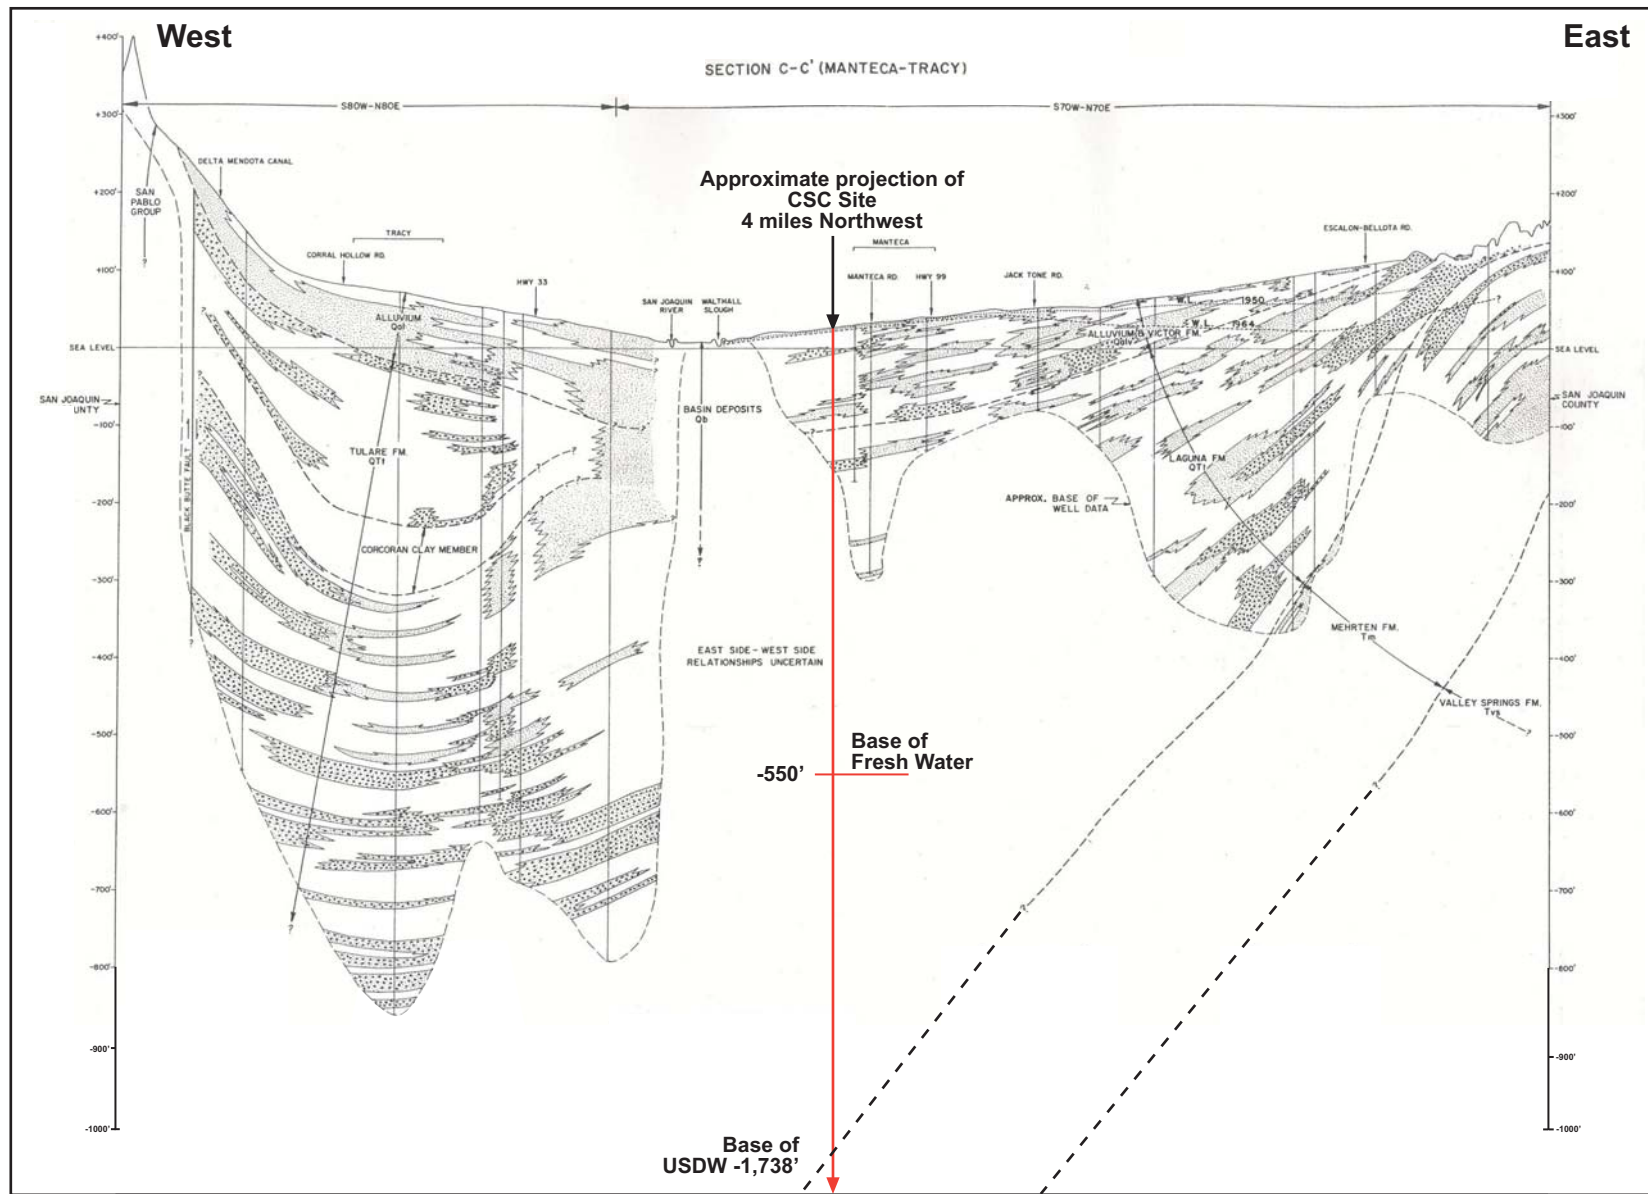 West
East
SECTION C-C' (MANTECA-TRACY)
S80W-N80E
S70W-N70E
+400'
+300'
+200'
+100'
SEA LEVEL
SAN JOAQUIN
UNTY
-100'
-200'
-300'
-400'
-500'
-600'
-700'
-800'
-900'
-1000'
SAN
PABLO
GROUP
?
DELTA MENDOTA CANAL
TRACY
CORRAL HOLLOW RD.
HWY 33
ALLUVIUM
Qal
SAN JOAQUIN
RIVER
WALTHALL
SLOUGH
Approximate projection of
CSC Site
4 miles Northwest
MANTECA
MANTECA RD.
HWY 99
JACK TONE RD.
ESCALON-BELLOTA RD.
W.L. 1950
W.L. 1964
ALLUVIUM & VICTOR FM.
Qalv
BASIN DEPOSITS
Qb
?
BLACK BUTTE FAULT
?
TULARE FM.
QTt
CORCORAN CLAY MEMBER
LAGUNA FM
QTl
APPROX. BASE OF
WELL DATA
EAST SIDE-WEST SIDE
RELATIONSHIPS UNCERTAIN
MEHRTEN FM.
Tm
VALLEY SPRINGS FM.
Tvs
?
Base of
Fresh Water
-550'
?
?
?
Base of
USDW -1,738'
+300'
+200'
+100'
SEA LEVEL
SAN JOAQUIN
COUNTY
-100'
-200'
-300'
-400'
-500'
-600'
-700'
-800'
-900'
-1000'